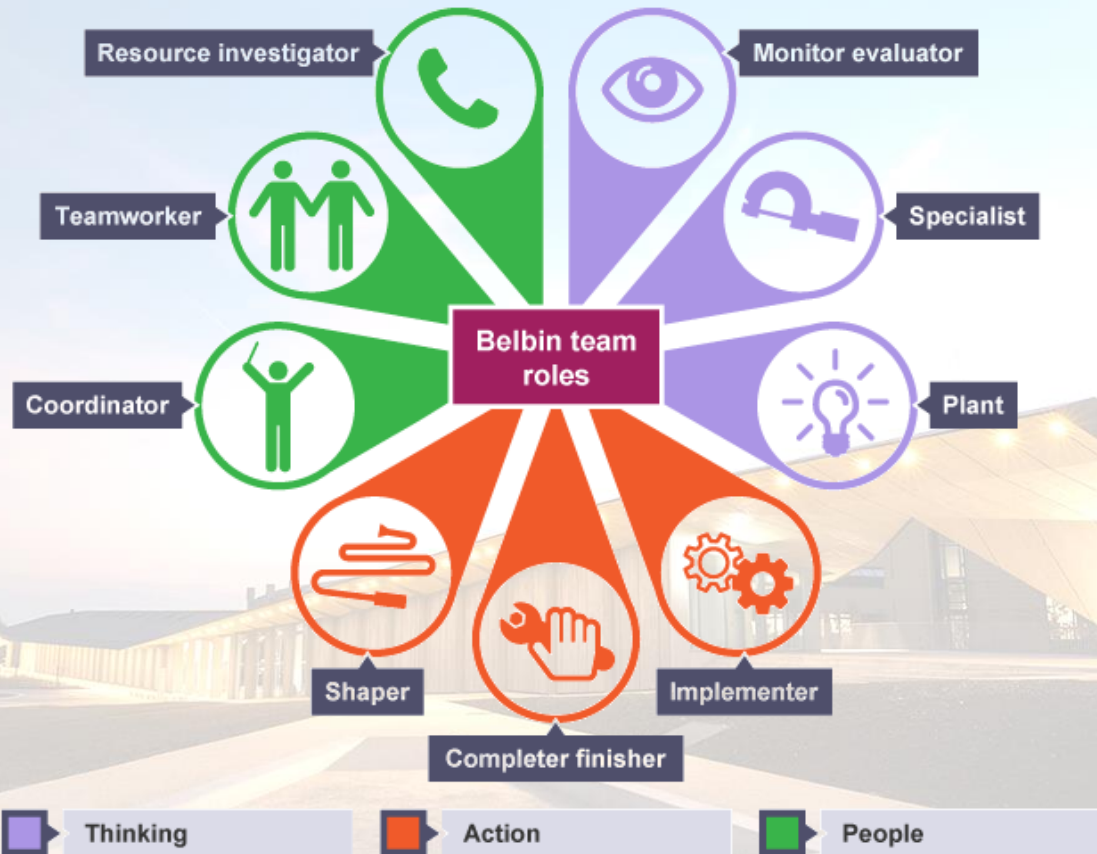 Resource investigator
Monitor evaluator
Teamworker
Specialist
Belbin team
roles
Coordinator
Plant
Shaper
Implementer
Completer finisher
Thinking
Action
People